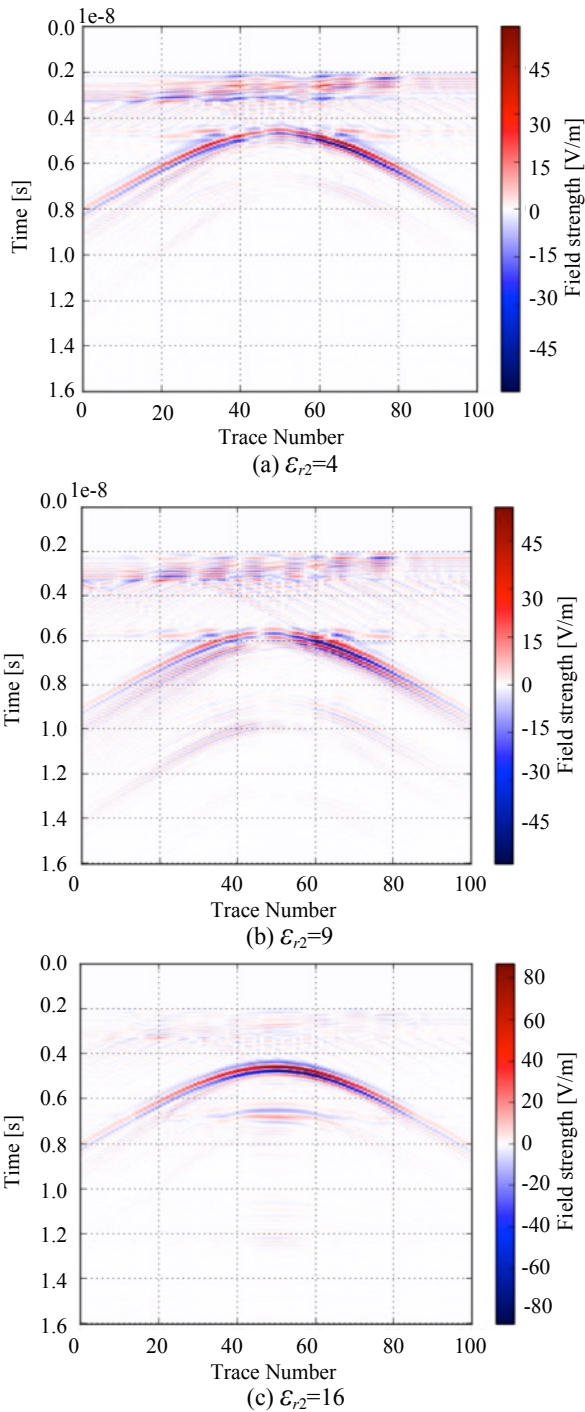 1e-8
0.0
0.2
0.4
0.6
0.8
1.0
1.2
1.4
1.6
Time [s]
0 20 40 60 80 100
Trace Number
45
30
15
0
-15
-30
-45
Field strength [V/m]
(a) εr2=4
1e-8
0.0
0.2
0.4
0.6
0.8
1.0
1.2
1.4
1.6
Time [s]
0 20 40 60 80 100
Trace Number
45
30
15
0
-15
-30
-45
Field strength [V/m]
(b) εr2=9
0.0
0.2
0.4
0.6
0.8
1.0
1.2
1.4
1.6
Time [s]
0 20 40 60 80 100
Trace Number
80
60
40
20
0
-20
-40
-60
-80
Field strength [V/m]
(c) εr2=16